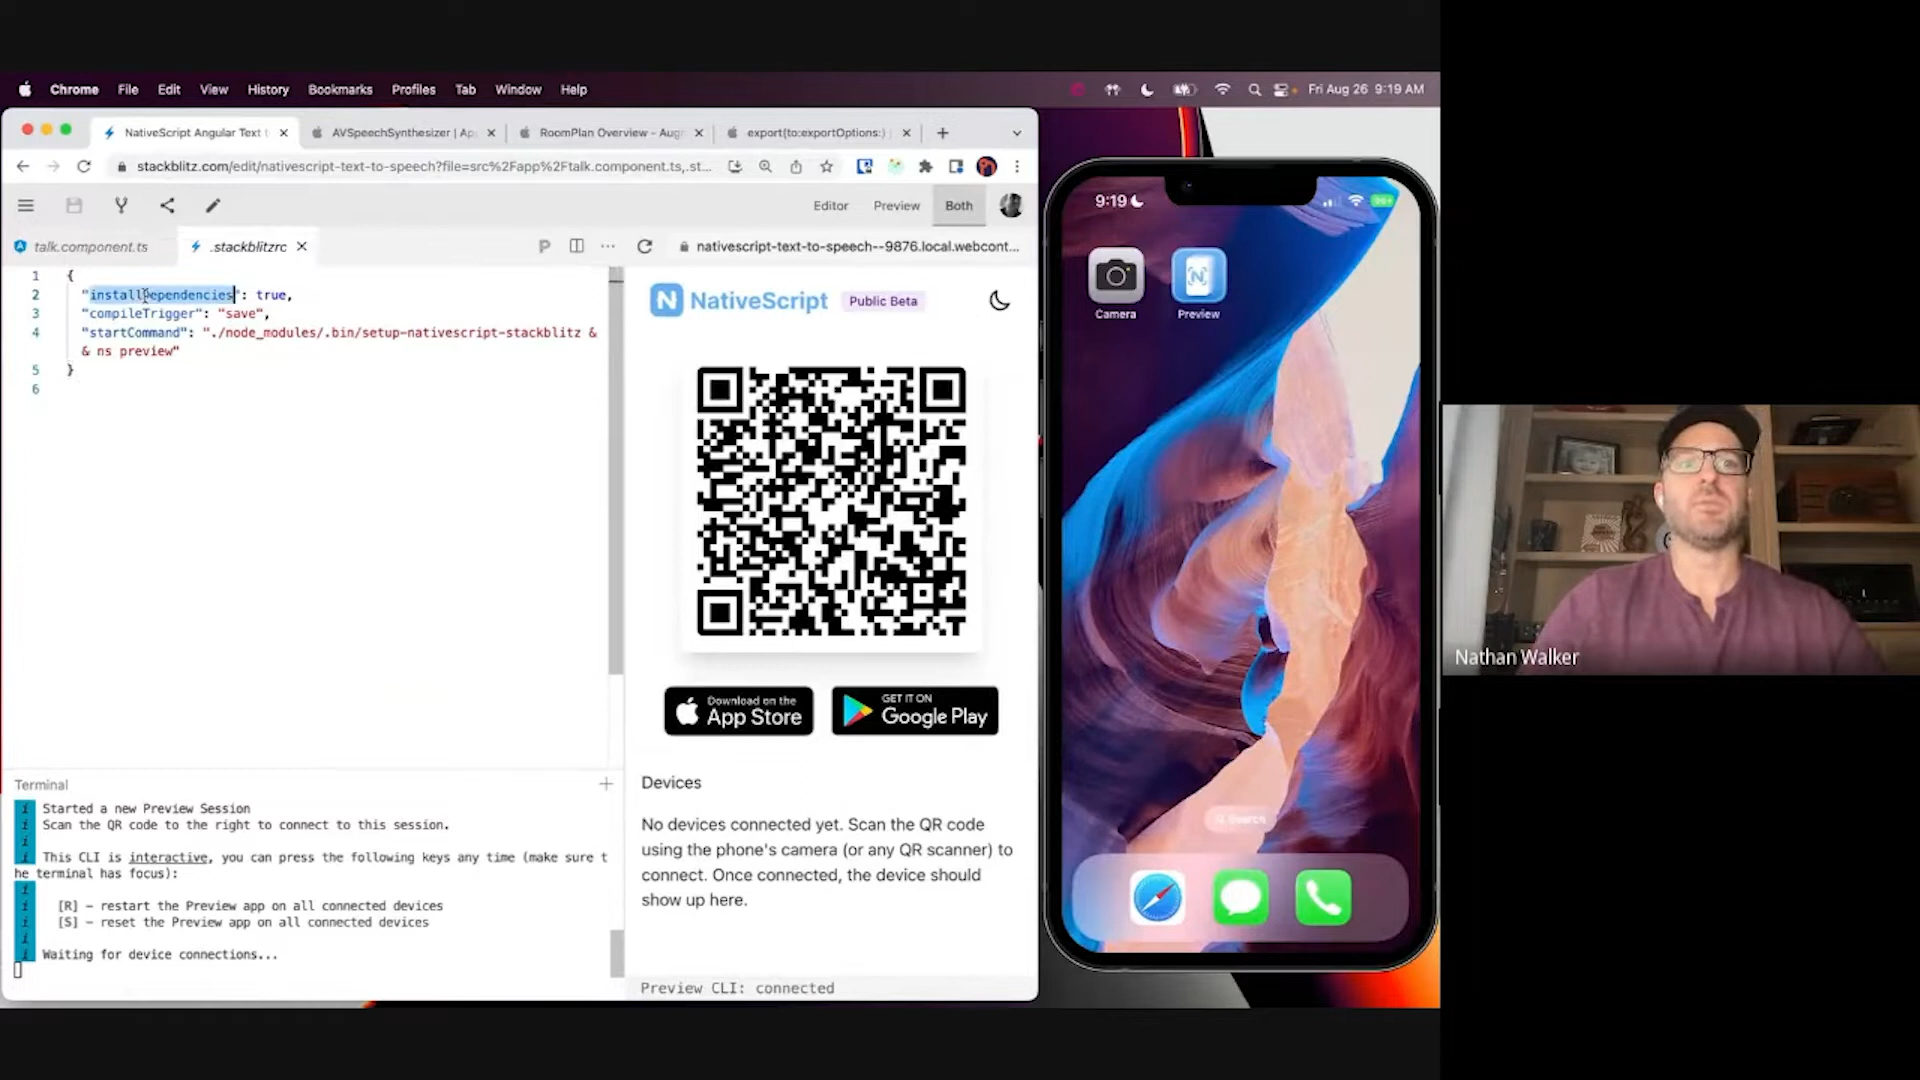 Chrome File Edit View History Bookmarks Profiles Tab Window Help Fri Aug 26 9:19 AM
NativeScript Angular Text t AVSpeechSynthesizer | Ap RoomPlan Overview - Aug export(to:exportOptions:) |
stackblitz.com/edit/nativescript-text-to-speech?file=src%2Fapp%2Ftalk.component.ts,.st...
Editor Preview Both
talk.component.ts .stackblitzrc
nativescript-text-to-speech--9876.local.webcont...
1 {
2 "installDependencies": true,
3 "compileTrigger": "save",
4 "startCommand": "./node_modules/.bin/setup-nativescript-stackblitz &
& ns preview"
5 }
6
Terminal
i Started a new Preview Session
i Scan the QR code to the right to connect to this session.
i
i This CLI is interactive, you can press the following keys any time (make sure t
he terminal has focus):
i
i [R] – restart the Preview app on all connected devices
i [S] – reset the Preview app on all connected devices
i
i Waiting for device connections...
N NativeScript Public Beta
Download on the
App Store
GET IT ON
Google Play
Devices
No devices connected yet. Scan the QR code
using the phone's camera (or any QR scanner) to
connect. Once connected, the device should
show up here.
Preview CLI: connected
9:19
Camera Preview
Search
Nathan Walker